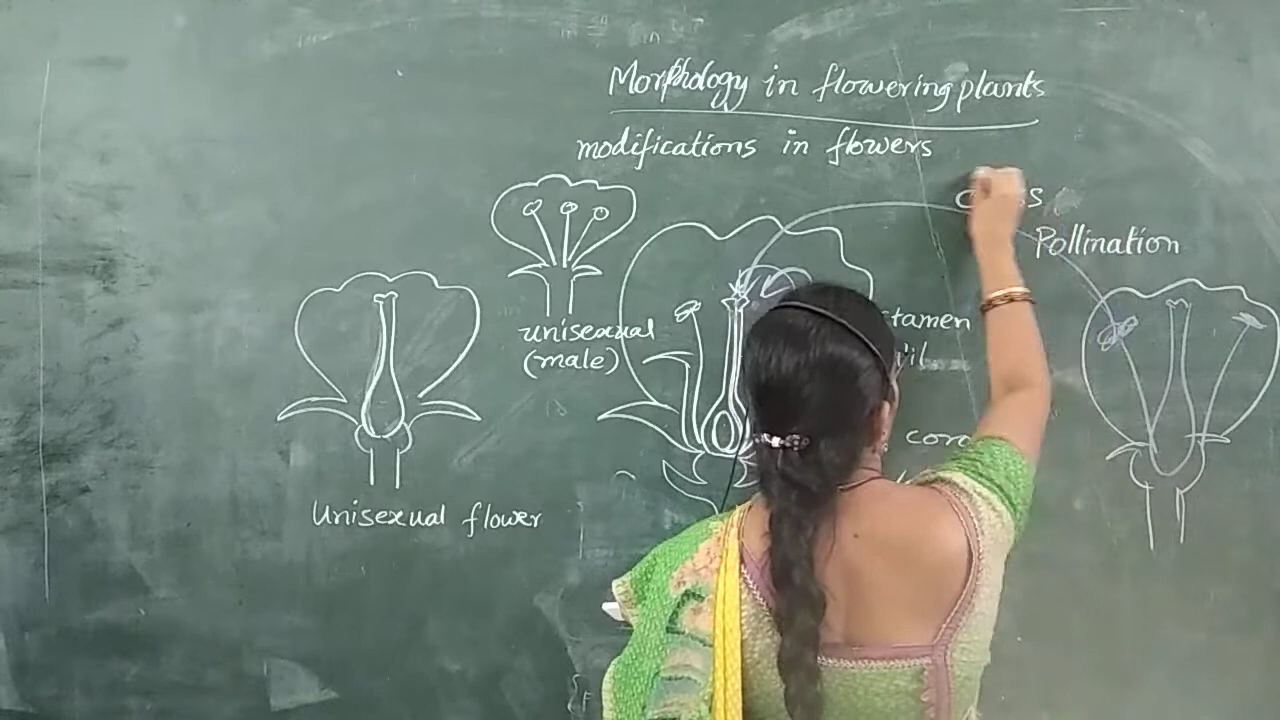 Morphology in flowering plants
modifications in flowers
Pollination
stamen
unisexual
(male)
Unisexual flower